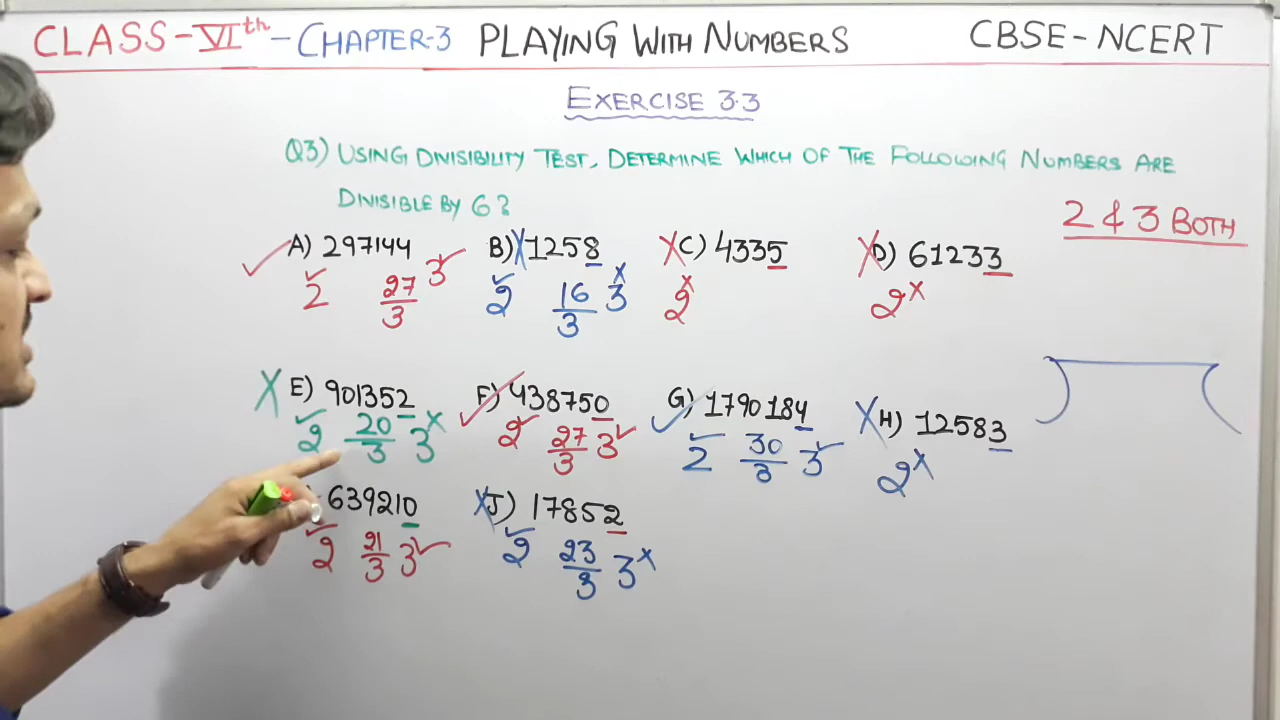 CLASS-VIth-CHAPTER-3 PLAYING WITH NUMBERS CBSE-NCERT
EXERCISE 3.3
Q3) USING DIVISIBILITY TEST, DETERMINE WHICH OF THE FOLLOWING NUMBERS ARE
DIVISIBLE BY 6?
2 & 3 BOTH
A) 297144 B) 1258 C) 4335 D) 61233
2 27/3 3 2 16/3 3 2 2
E) 901352 F) 438750 G) 1790184 H) 12583
2 20/3 3 2 27/3 3 2 30/3 3 2
) 639210 J) 17852
2 21/3 3 2 23/3 3